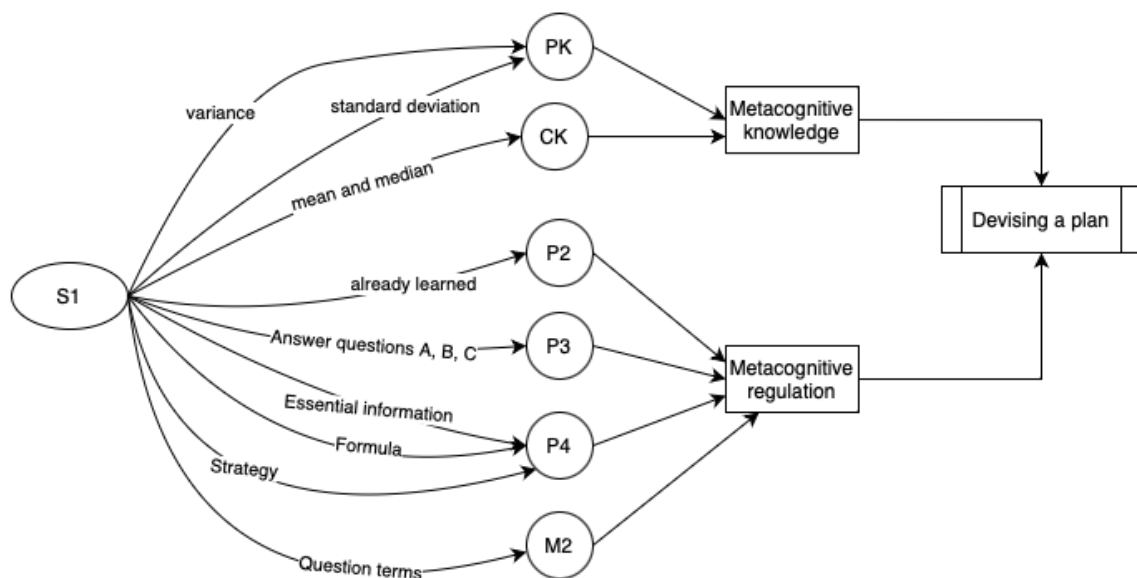 PK
variance
standard deviation
Metacognitive
knowledge
CK
mean and median
Devising a plan
P2
already learned
S1
Answer questions A, B, C
P3
Metacognitive
regulation
Essential information
Formula
P4
Strategy
M2
Question terms